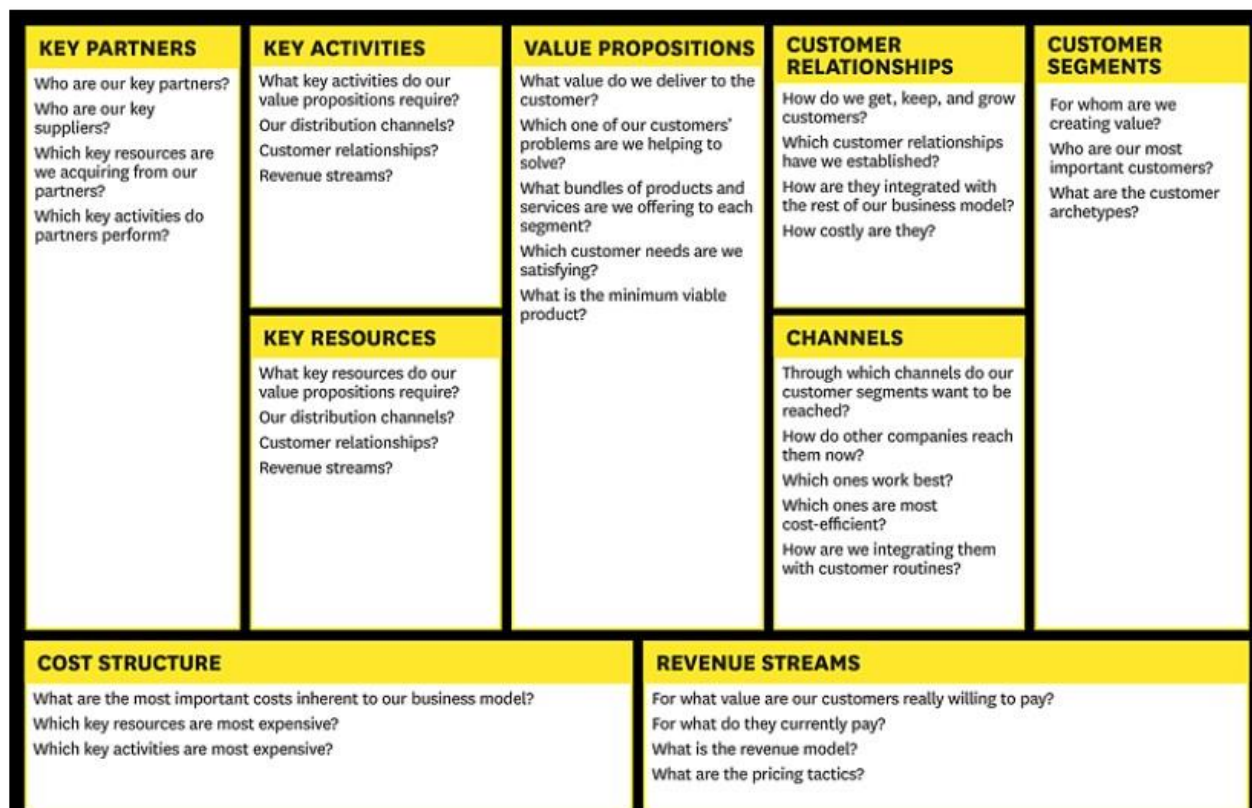 KEY PARTNERS
Who are our key partners?
Who are our key
suppliers?
Which key resources are
we acquiring from our
partners?
Which key activities do
partners perform?
KEY ACTIVITIES
What key activities do our
value propositions require?
Our distribution channels?
Customer relationships?
Revenue streams?
KEY RESOURCES
What key resources do our
value propositions require?
Our distribution channels?
Customer relationships?
Revenue streams?
VALUE PROPOSITIONS
What value do we deliver to the
customer?
Which one of our customers'
problems are we helping to
solve?
What bundles of products and
services are we offering to each
segment?
Which customer needs are we
satisfying?
What is the minimum viable
product?
CUSTOMER
RELATIONSHIPS
How do we get, keep, and grow
customers?
Which customer relationships
have we established?
How are they integrated with
the rest of our business model?
How costly are they?
CHANNELS
Through which channels do our
customer segments want to be
reached?
How do other companies reach
them now?
Which ones work best?
Which ones are most
cost-efficient?
How are we integrating them
with customer routines?
CUSTOMER
SEGMENTS
For whom are we
creating value?
Who are our most
important customers?
What are the customer
archetypes?
COST STRUCTURE
What are the most important costs inherent to our business model?
Which key resources are most expensive?
Which key activities are most expensive?
REVENUE STREAMS
For what value are our customers really willing to pay?
For what do they currently pay?
What is the revenue model?
What are the pricing tactics?